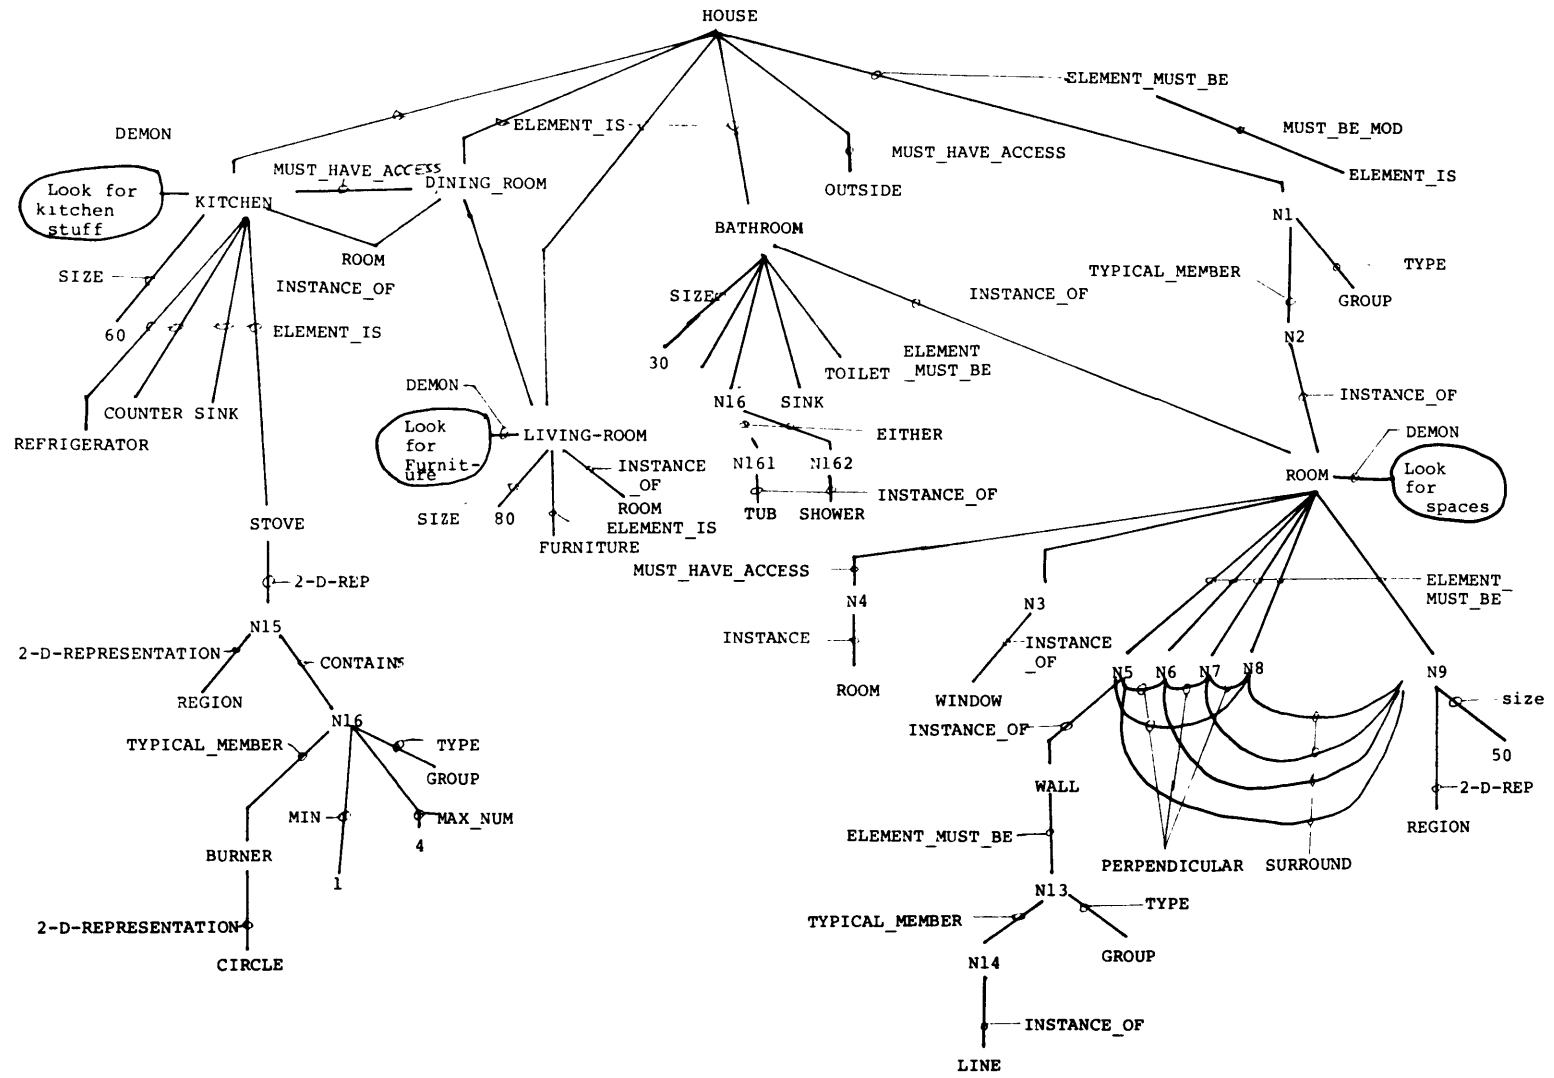 HOUSE
ELEMENT_MUST_BE
DEMON
ELEMENT_IS
MUST_BE_MOD
MUST_HAVE_ACCESS
MUST_HAVE_ACCESS
ELEMENT_IS
Look for
kitchen
stuff
KITCHEN
DINING_ROOM
OUTSIDE
N1
BATHROOM
ROOM
SIZE
INSTANCE_OF
TYPICAL_MEMBER
TYPE
SIZE
INSTANCE_OF
GROUP
60
ELEMENT_IS
N2
30
TOILET
ELEMENT
_MUST_BE
DEMON
INSTANCE_OF
REFRIGERATOR
COUNTER
SINK
N16
SINK
Look
for
Furnit-
ure
LIVING-ROOM
EITHER
DEMON
N161
N162
INSTANCE
_OF
ROOM
ROOM
Look
for
spaces
SIZE
80
INSTANCE_OF
TUB
SHOWER
STOVE
ELEMENT_IS
FURNITURE
2-D-REP
MUST_HAVE_ACCESS
ELEMENT_
MUST_BE
N4
N3
N15
INSTANCE
INSTANCE
_OF
2-D-REPRESENTATION
CONTAINS
N5
N6
N7
N8
N9
REGION
ROOM
WINDOW
size
N16
INSTANCE_OF
TYPICAL_MEMBER
TYPE
50
GROUP
WALL
2-D-REP
MIN
MAX_NUM
REGION
4
ELEMENT_MUST_BE
BURNER
PERPENDICULAR
SURROUND
1
N13
TYPE
2-D-REPRESENTATION
TYPICAL_MEMBER
CIRCLE
N14
GROUP
INSTANCE_OF
LINE